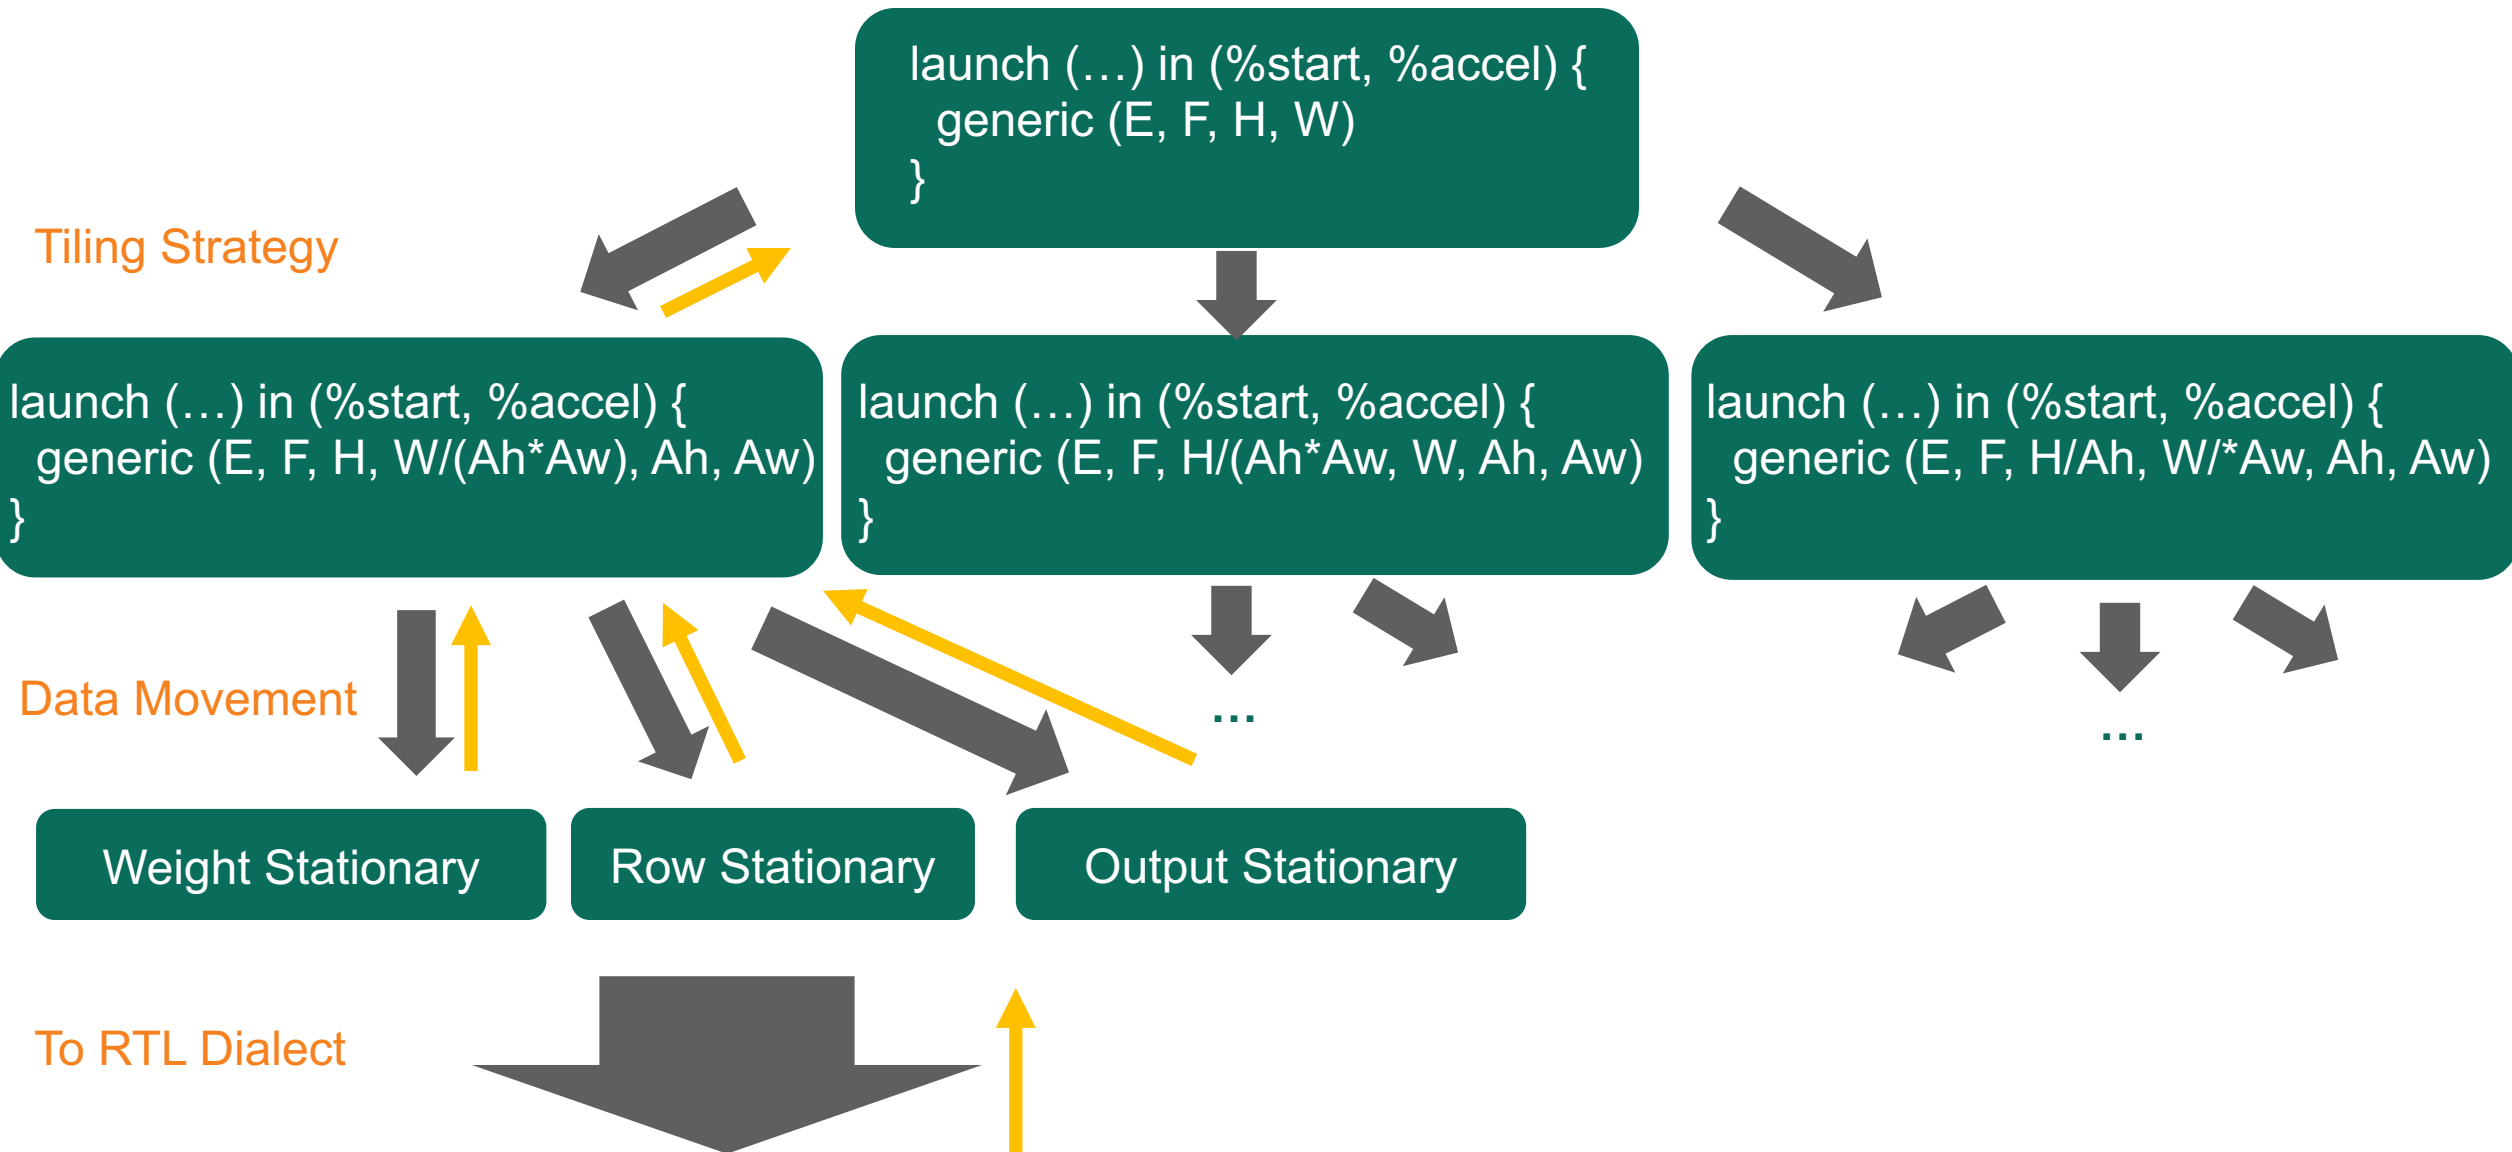 launch (…) in (%start, %accel) {
generic (E, F, H, W)
}
Tiling Strategy
launch (…) in (%start, %accel) {
generic (E, F, H, W/(Ah*Aw), Ah, Aw)
}
launch (…) in (%start, %accel) {
generic (E, F, H/(Ah*Aw, W, Ah, Aw)
}
launch (…) in (%start, %accel) {
generic (E, F, H/Ah, W/*Aw, Ah, Aw)
}
Data Movement
…
…
Weight Stationary
Row Stationary
Output Stationary
To RTL Dialect